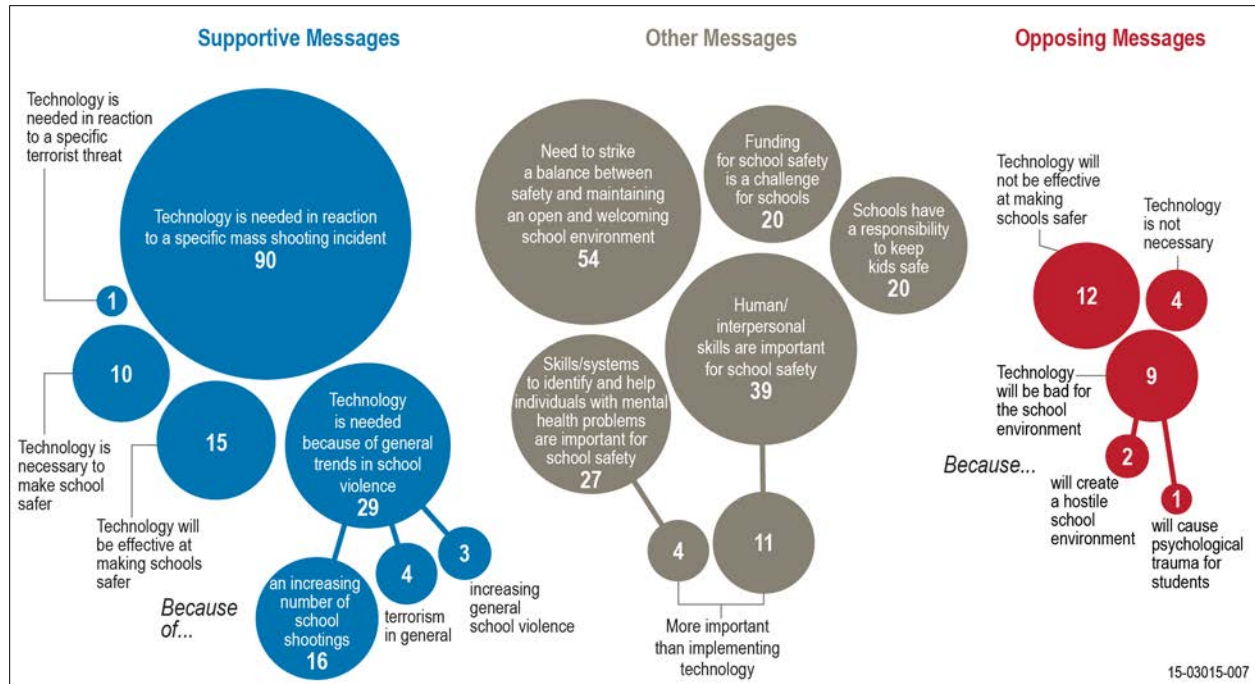 Supportive Messages
Technology is
needed in reaction
to a specific
terrorist threat
Technology is needed in reaction
to a specific mass shooting incident
90
1
10
Technology is
necessary to
make school
safer
15
Technology will
be effective at
making schools
safer
Technology
is needed
because of general
trends in school
violence
29
Because
of...
an increasing
number of
school
shootings
16
4
terrorism
in general
3
increasing
general
school violence
Other Messages
Need to strike
a balance between
safety and maintaining
an open and welcoming
school environment
54
Funding
for school safety
is a challenge
for schools
20
Schools have
a responsibility
to keep
kids safe
20
Human/
interpersonal
skills are important
for school safety
39
Skills/systems
to identify and help
individuals with mental
health problems
are important for
school safety
27
4
11
More important
than implementing
technology
Opposing Messages
Technology will
not be effective
at making
schools safer
12
Technology
is not
necessary
4
Technology
will be bad for
the school
environment
9
Because...
2
will create
a hostile
school
environment
1
will cause
psychological
trauma for
students
15-03015-007